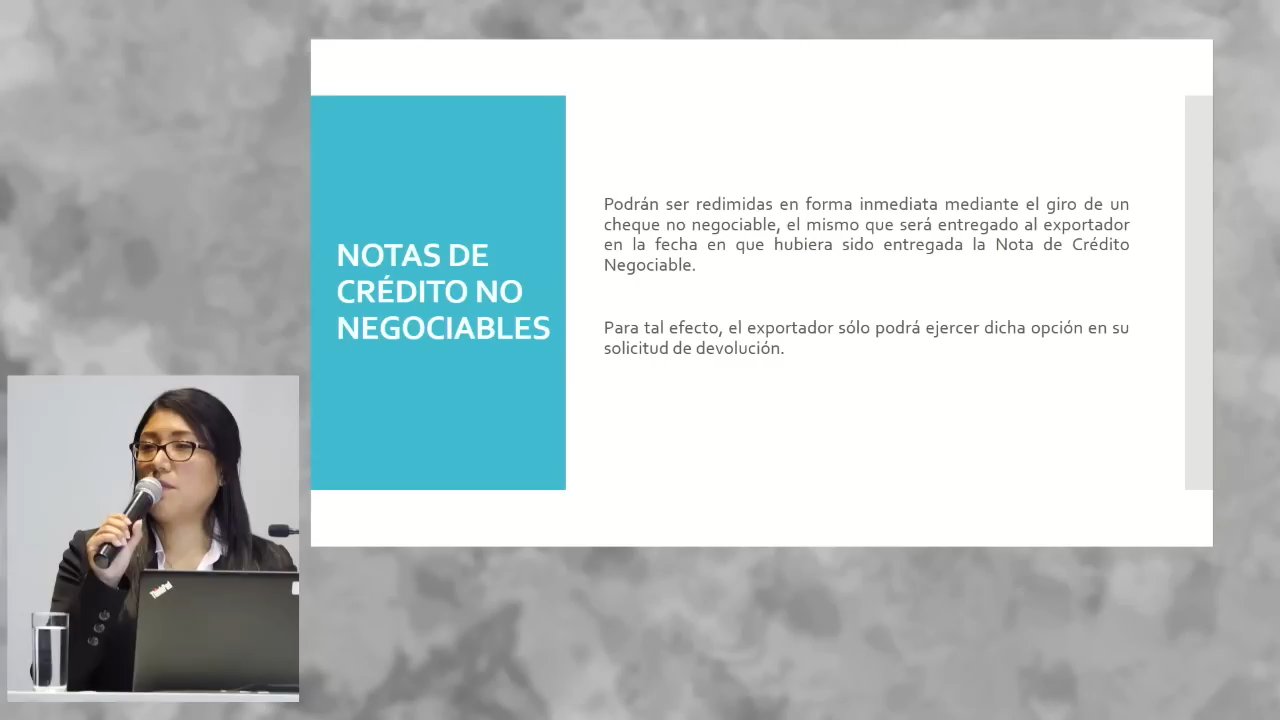 NOTAS DE
CRÉDITO NO
NEGOCIABLES
Podrán ser redimidas en forma inmediata mediante el giro de un
cheque no negociable, el mismo que será entregado al exportador
en la fecha en que hubiera sido entregada la Nota de Crédito
Negociable.
Para tal efecto, el exportador sólo podrá ejercer dicha opción en su
solicitud de devolución.
ThinkPad